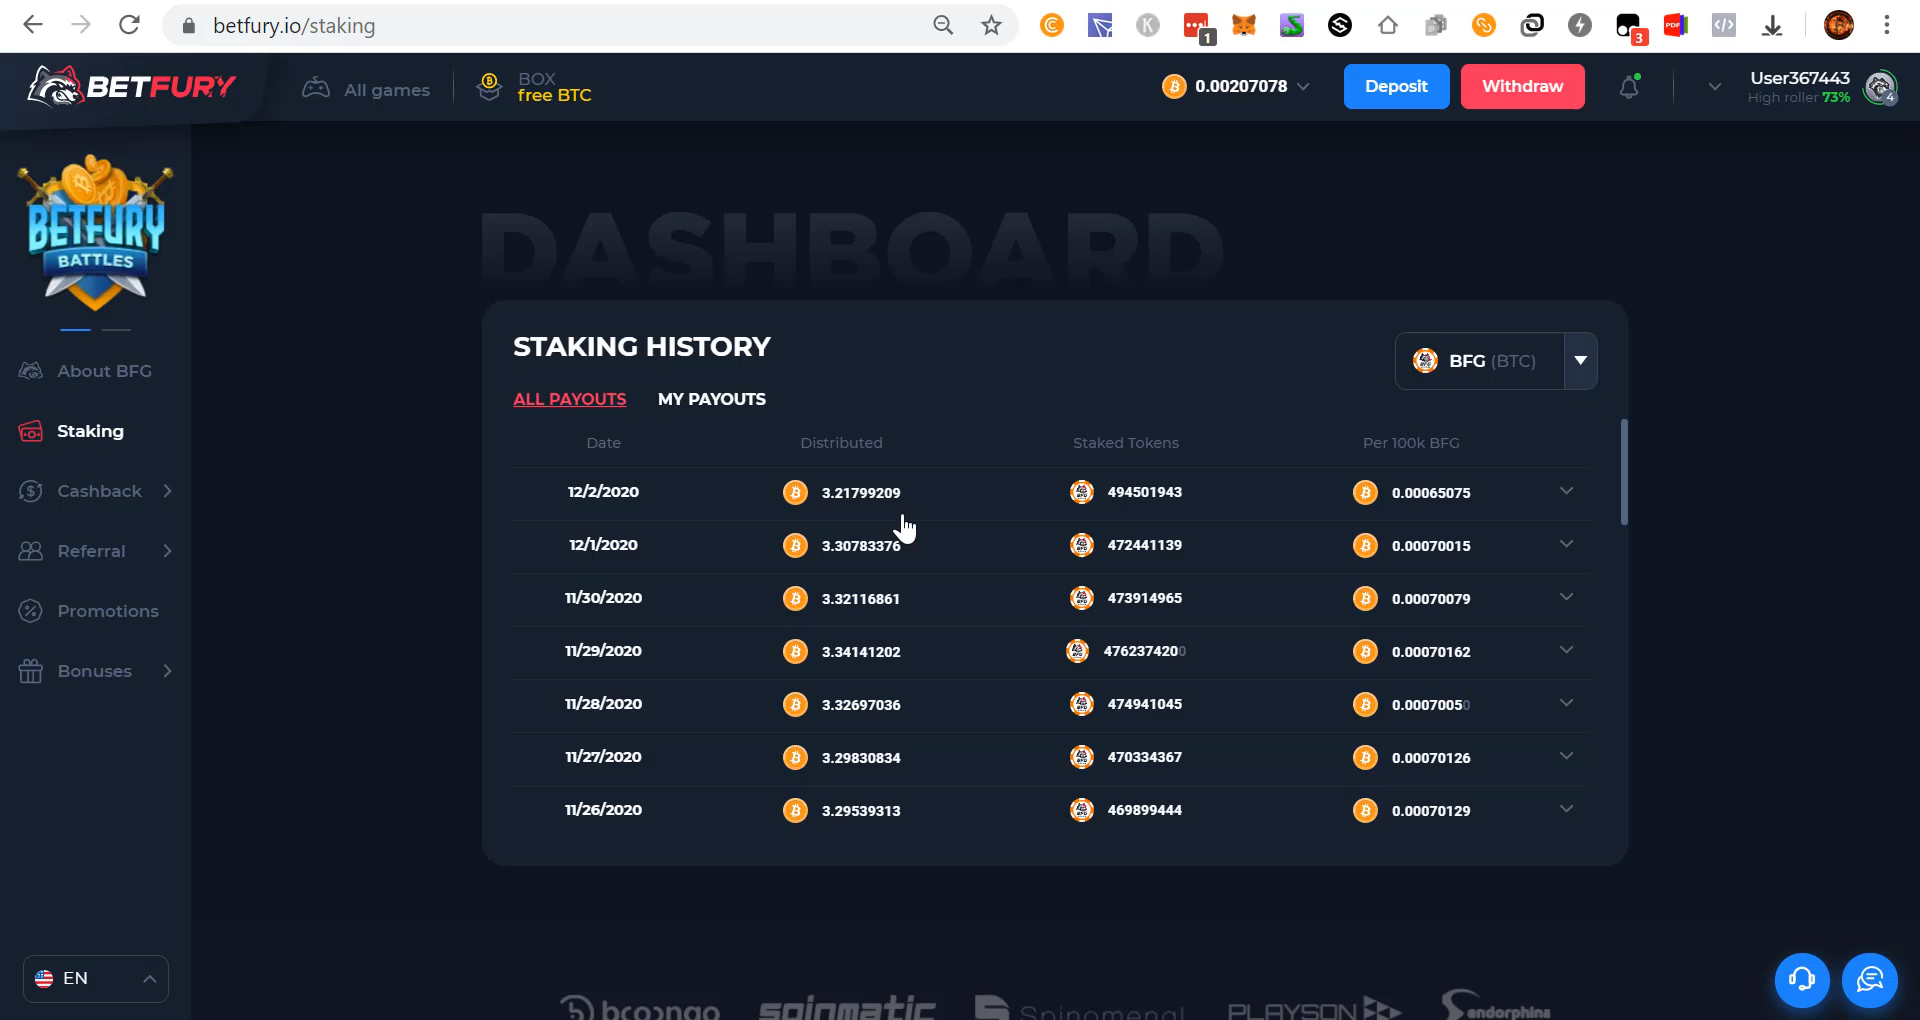 betfury.io/staking
1
3
BETFURY
All games
BOX
free BTC
0.00207078
Deposit
Withdraw
User367443
High roller 73%
4
BETFURY
BATTLES
About BFG
Staking
Cashback
Referral
Promotions
Bonuses
EN
DASHBOARD
STAKING HISTORY
BFG (BTC)
ALL PAYOUTS MY PAYOUTS
Date Distributed Staked Tokens Per 100k BFG
12/2/2020 3.21799209 494501943 0.00065075
12/1/2020 3.30783376 472441139 0.00070015
11/30/2020 3.32116861 473914965 0.00070079
11/29/2020 3.34141202 4762374200 0.00070162
11/28/2020 3.32697036 474941045 0.00070050
11/27/2020 3.29830834 470334367 0.00070126
11/26/2020 3.29539313 469899444 0.00070129
booongo spinmatic Spinomenal PLAYSON endorphina